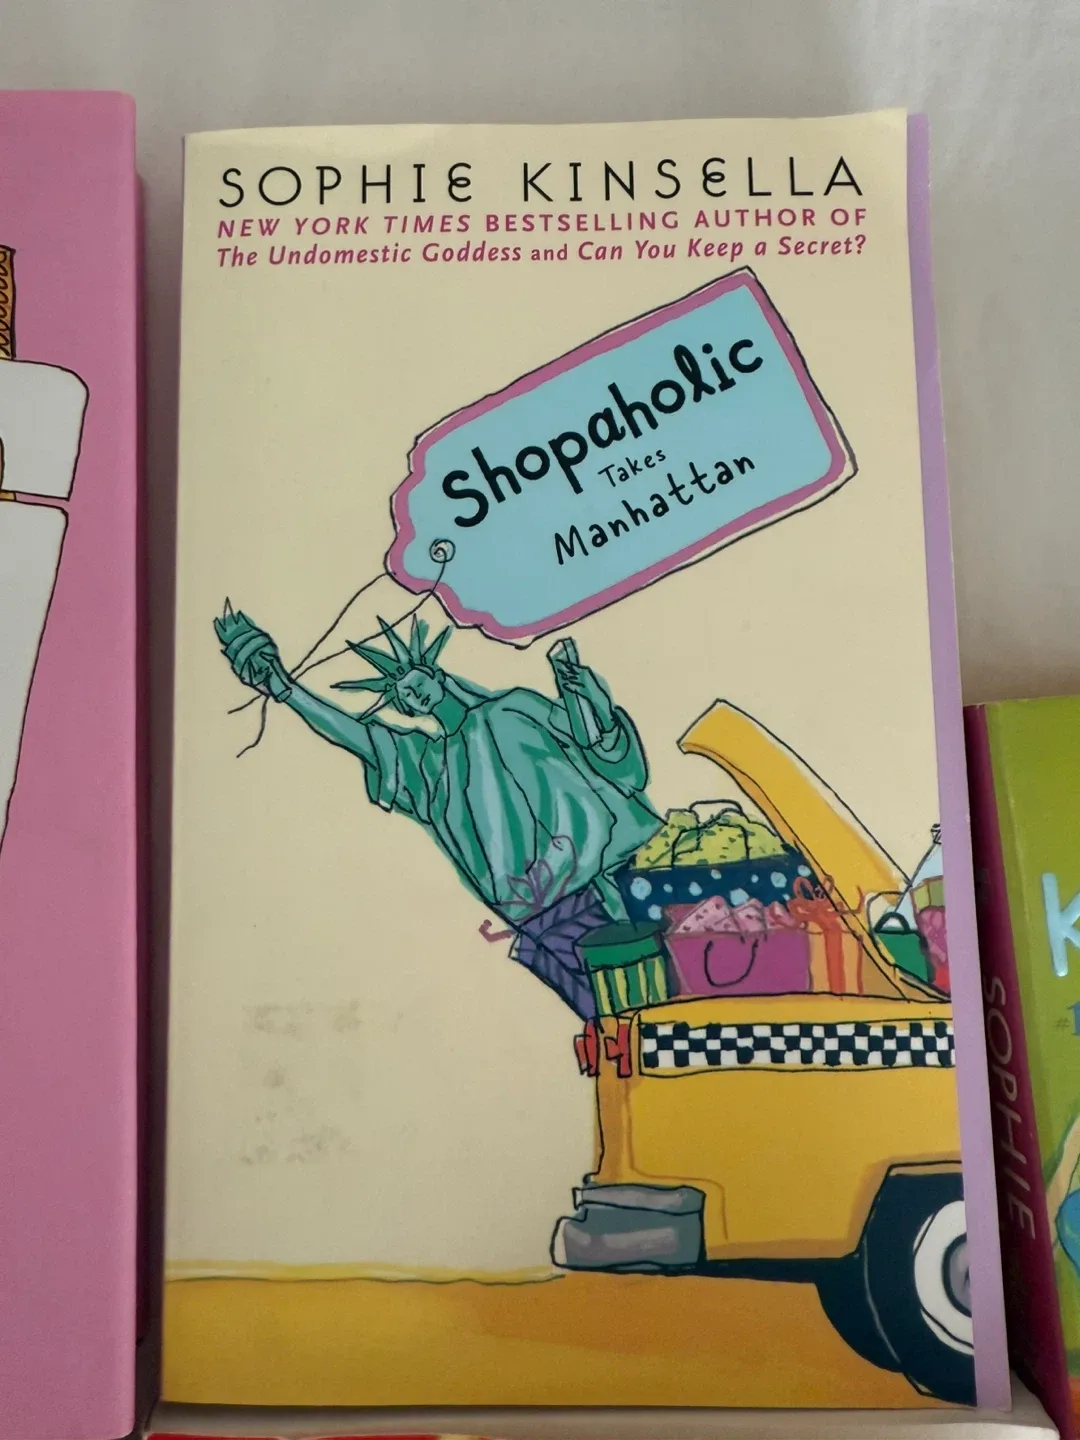 SOPHIE KINSELLA
NEW YORK TIMES BESTSELLING AUTHOR OF
The Undomestic Goddess and Can You Keep a Secret?
Shopaholic
Takes
Manhattan
SOPHIE
K
#